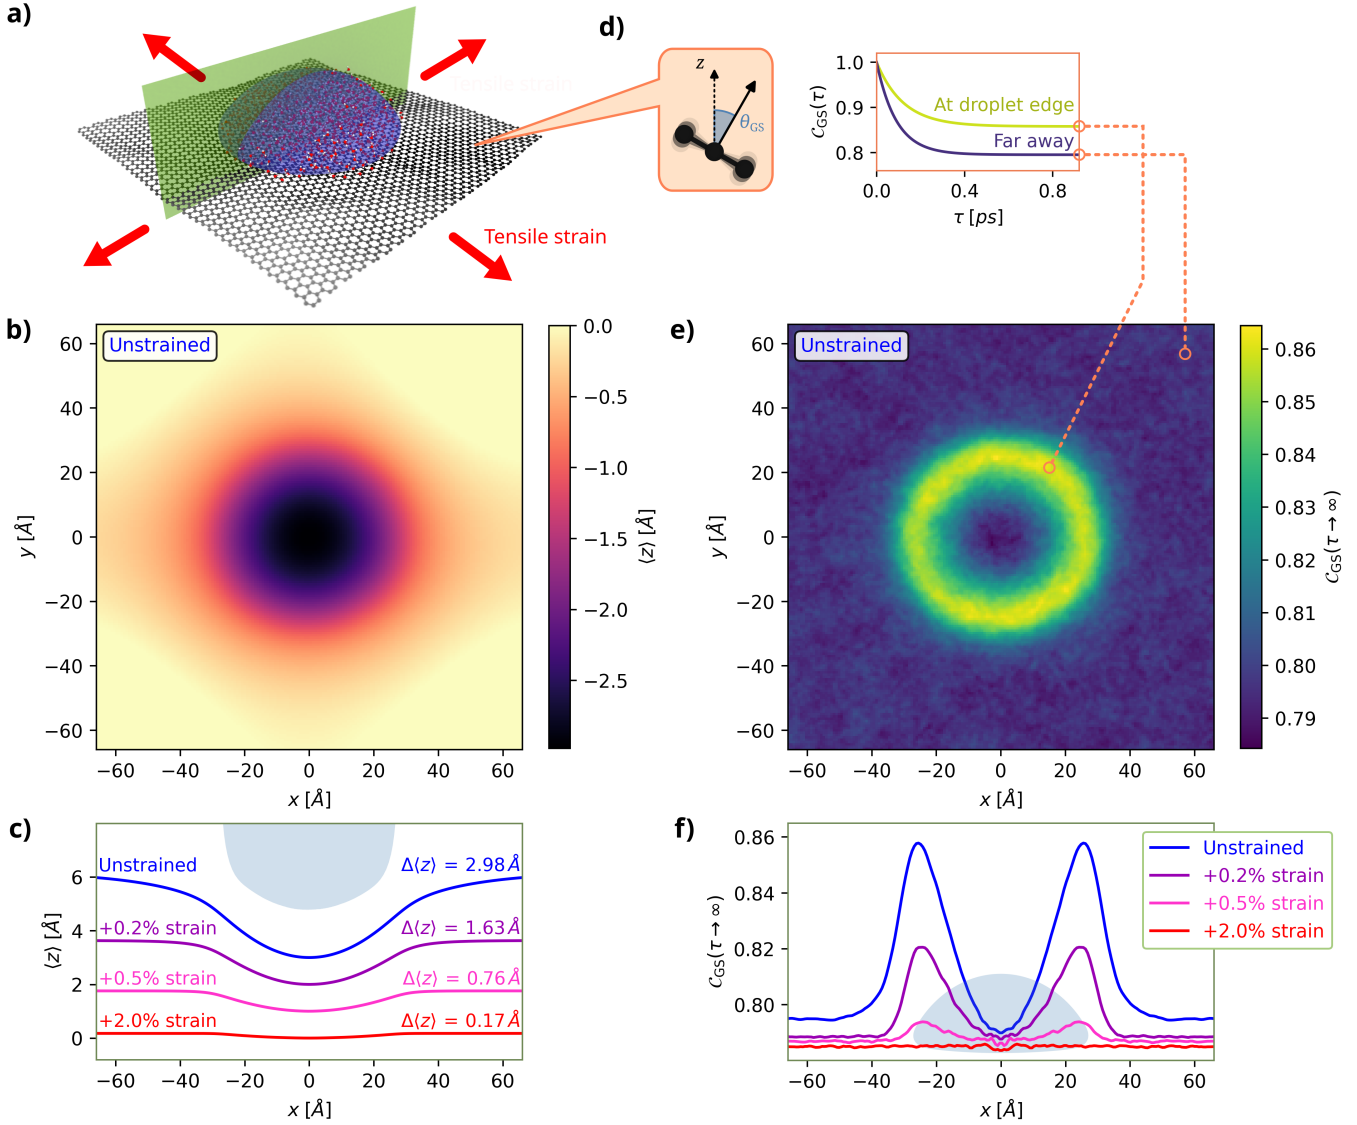 a)
Tensile strain
Tensile strain
d)
z
θGS
𝒞GS(τ)
1.0
0.9
0.8
At droplet edge
Far away
0.0
0.4
0.8
τ [ps]
b)
Unstrained
60
40
20
0
−20
−40
−60
y [Å]
−60
−40
−20
0
20
40
60
x [Å]
0.0
−0.5
−1.0
−1.5
−2.0
−2.5
⟨z⟩ [Å]
e)
Unstrained
60
40
20
0
−20
−40
−60
y [Å]
−60
−40
−20
0
20
40
60
x [Å]
0.86
0.85
0.84
0.83
0.82
0.81
0.80
0.79
𝒞GS(τ → ∞)
c)
Unstrained
Δ⟨z⟩ = 2.98 Å
+0.2% strain
Δ⟨z⟩ = 1.63 Å
+0.5% strain
Δ⟨z⟩ = 0.76 Å
+2.0% strain
Δ⟨z⟩ = 0.17 Å
6
4
2
0
⟨z⟩ [Å]
−60
−40
−20
0
20
40
60
x [Å]
f)
0.86
0.84
0.82
0.80
𝒞GS(τ → ∞)
Unstrained
+0.2% strain
+0.5% strain
+2.0% strain
−60
−40
−20
0
20
40
60
x [Å]